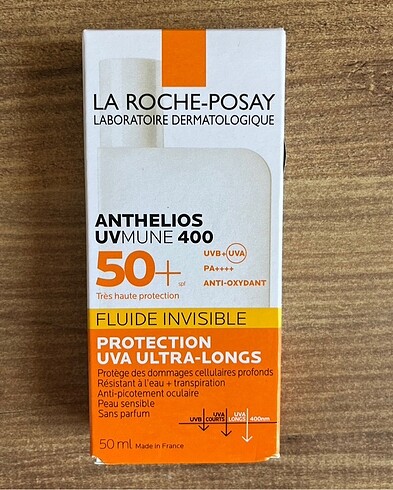 LA ROCHE-POSAY
LABORATOIRE DERMATOLOGIQUE
ANTHELIOS
UVMUNE 400
50+ spf
Très haute protection
UVB+UVA
PA++++
ANTI-OXYDANT
FLUIDE INVISIBLE
PROTECTION
UVA ULTRA-LONGS
Protège des dommages cellulaires profonds
Résistant à l'eau + transpiration
Anti-picotement oculaire
Peau sensible
Sans parfum
UVB
UVA COURTS
UVA LONGS
400nm
50 ml Made in France